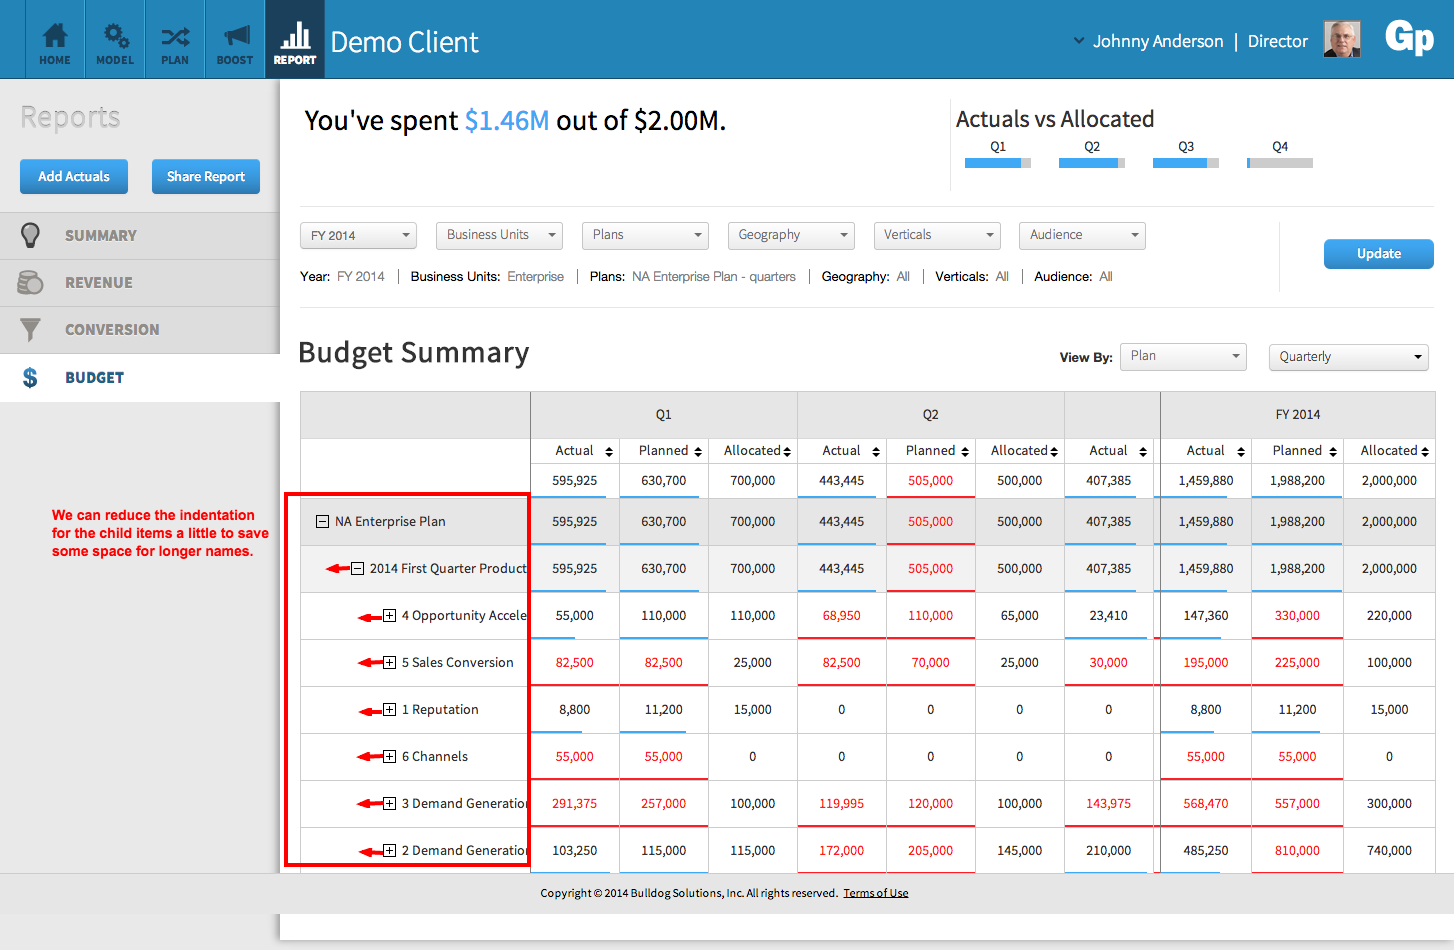 HOME MODEL PLAN BOOST REPORT Demo Client Johnny Anderson | Director Gp
Reports
Add Actuals Share Report
SUMMARY
REVENUE
CONVERSION
$ BUDGET
We can reduce the indentation
for the child items a little to save
some space for longer names.
You've spent $1.46M out of $2.00M.
Actuals vs Allocated
Q1 Q2 Q3 Q4
FY 2014 Business Units Plans Geography Verticals Audience
Update
Year: FY 2014 | Business Units: Enterprise | Plans: NA Enterprise Plan - quarters | Geography: All | Verticals: All | Audience: All
Budget Summary
View By: Plan Quarterly
Q1 Q2 FY 2014
Actual Planned Allocated Actual Planned Allocated Actual Actual Planned Allocated
595,925 630,700 700,000 443,445 505,000 500,000 407,385 1,459,880 1,988,200 2,000,000
NA Enterprise Plan 595,925 630,700 700,000 443,445 505,000 500,000 407,385 1,459,880 1,988,200 2,000,000
2014 First Quarter Product 595,925 630,700 700,000 443,445 505,000 500,000 407,385 1,459,880 1,988,200 2,000,000
4 Opportunity Accele 55,000 110,000 110,000 68,950 110,000 65,000 23,410 147,360 330,000 220,000
5 Sales Conversion 82,500 82,500 25,000 82,500 70,000 25,000 30,000 195,000 225,000 100,000
1 Reputation 8,800 11,200 15,000 0 0 0 0 8,800 11,200 15,000
6 Channels 55,000 55,000 0 0 0 0 0 55,000 55,000 0
3 Demand Generation 291,375 257,000 100,000 119,995 120,000 100,000 143,975 568,470 557,000 300,000
2 Demand Generation 103,250 115,000 115,000 172,000 205,000 145,000 210,000 485,250 810,000 740,000
Copyright © 2014 Bulldog Solutions, Inc. All rights reserved. Terms of Use